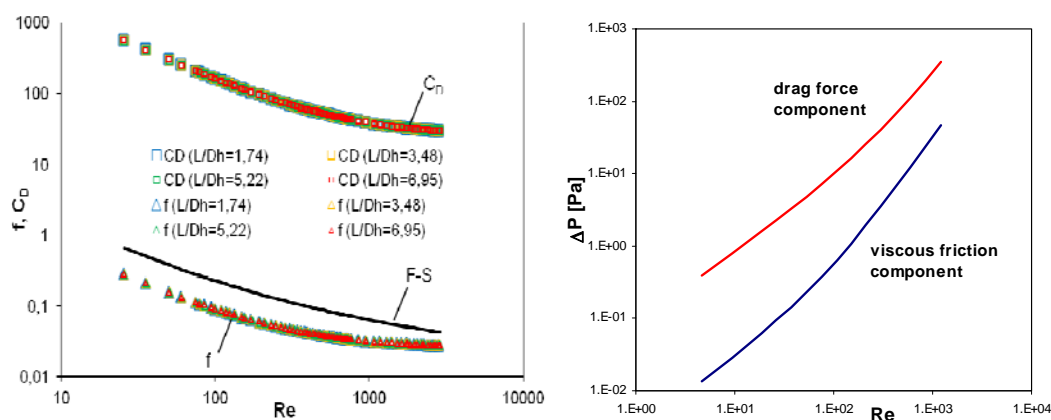 1000
100
10
1
0,1
0,01
f, C_D
C_D
CD (L/Dh=1,74)
CD (L/Dh=3,48)
CD (L/Dh=5,22)
CD (L/Dh=6,95)
f (L/Dh=1,74)
f (L/Dh=3,48)
f (L/Dh=5,22)
f (L/Dh=6,95)
F-S
f
10
100
1000
10000
Re
1.E+03
1.E+02
1.E+01
1.E+00
1.E-01
1.E-02
ΔP [Pa]
drag force
component
viscous friction
component
1.E+00
1.E+01
1.E+02
1.E+03
1.E+04
Re